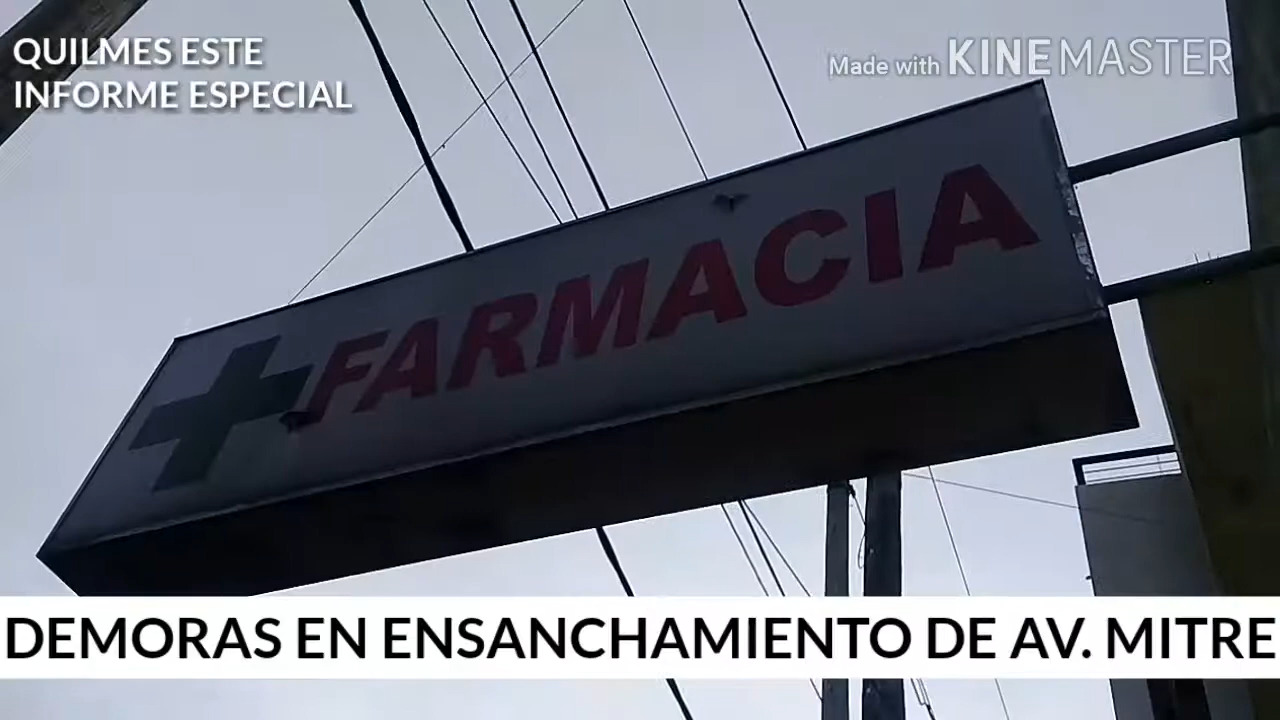 QUILMES ESTE
INFORME ESPECIAL
Made with KINEMASTER
FARMACIA
DEMORAS EN ENSANCHAMIENTO DE AV. MITRE